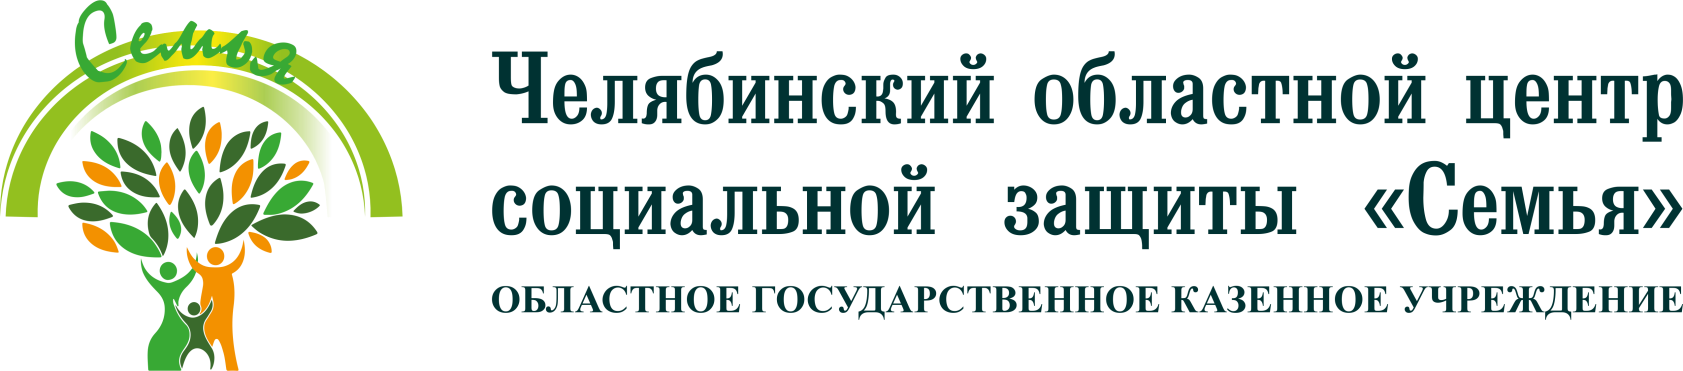 Семья
Челябинский областной центр
социальной защиты «Семья»
ОБЛАСТНОЕ ГОСУДАРСТВЕННОЕ КАЗЕННОЕ УЧРЕЖДЕНИЕ